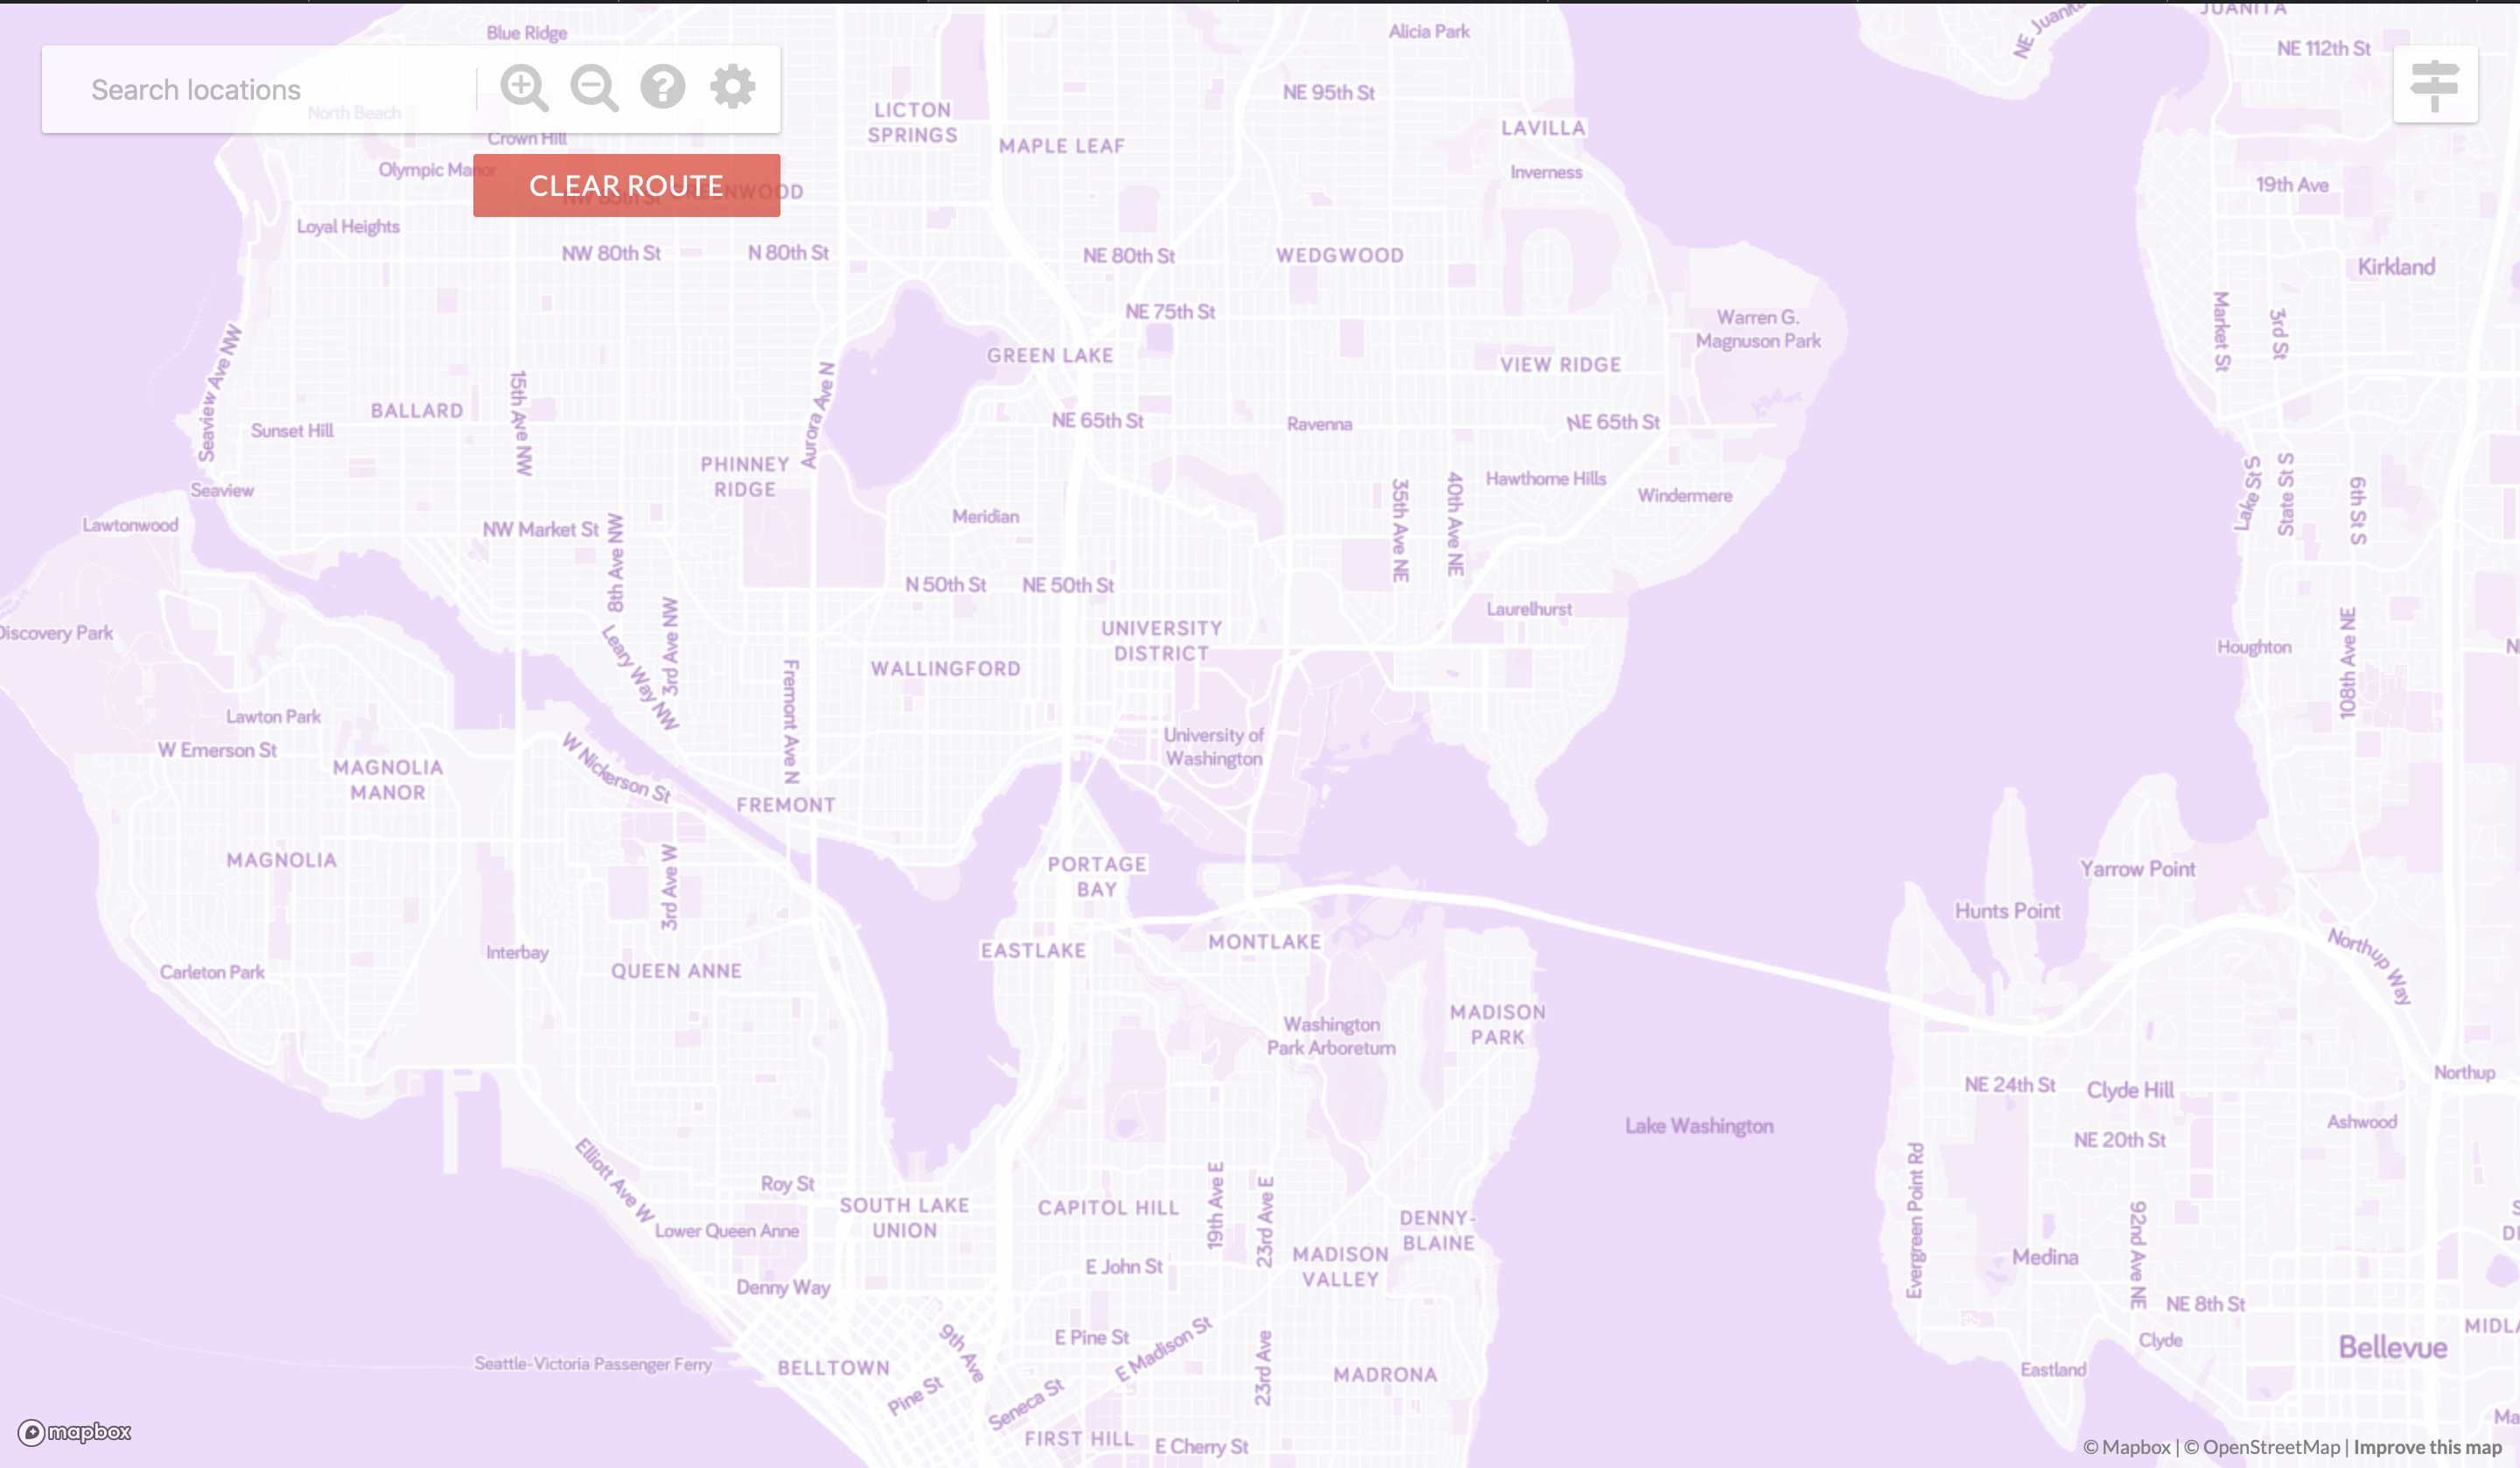 Blue Ridge
Alicia Park
JUANITA
NE Juanita
NE 112th St
Search locations
North Beach
Crown Hill
NE 95th St
LICTON
SPRINGS
MAPLE LEAF
LAVILLA
Inverness
Olympic Manor
CLEAR ROUTE
NW 85th St
GREENWOOD
19th Ave
Loyal Heights
NW 80th St
N 80th St
NE 80th St
WEDGWOOD
Kirkland
NE 75th St
Warren G.
Magnuson Park
Market St
3rd St
GREEN LAKE
VIEW RIDGE
Seaview Ave NW
15th Ave NW
Aurora Ave N
BALLARD
Sunset Hill
NE 65th St
Ravenna
NE 65th St
PHINNEY
RIDGE
Hawthorne Hills
Windermere
Seaview
35th Ave NE
40th Ave NE
Lake St S
State St S
6th St S
Lawtonwood
NW Market St
Meridian
8th Ave NW
N 50th St
NE 50th St
Laurelhurst
Discovery Park
3rd Ave NW
Leary Way NW
UNIVERSITY
DISTRICT
Houghton
108th Ave NE
WALLINGFORD
Fremont Ave N
Lawton Park
W Emerson St
University of
Washington
MAGNOLIA
MANOR
W Nickerson St
FREMONT
MAGNOLIA
3rd Ave W
PORTAGE
BAY
Yarrow Point
Hunts Point
Interbay
EASTLAKE
MONTLAKE
Northup Way
Carleton Park
QUEEN ANNE
MADISON
PARK
Washington
Park Arboretum
Northup
NE 24th St
Clyde Hill
Lake Washington
Ashwood
NE 20th St
Elliott Ave W
Roy St
SOUTH LAKE
UNION
CAPITOL HILL
19th Ave E
23rd Ave E
DENNY-
BLAINE
Evergreen Point Rd
92nd Ave NE
Lower Queen Anne
MADISON
VALLEY
Medina
E John St
Denny Way
NE 8th St
9th Ave
E Pine St
E Madison St
23rd Ave
Clyde
MIDLA
Bellevue
Seattle-Victoria Passenger Ferry
BELLTOWN
MADRONA
Eastland
Pine St
Seneca St
FIRST HILL
E Cherry St
mapbox
© Mapbox | © OpenStreetMap | Improve this map